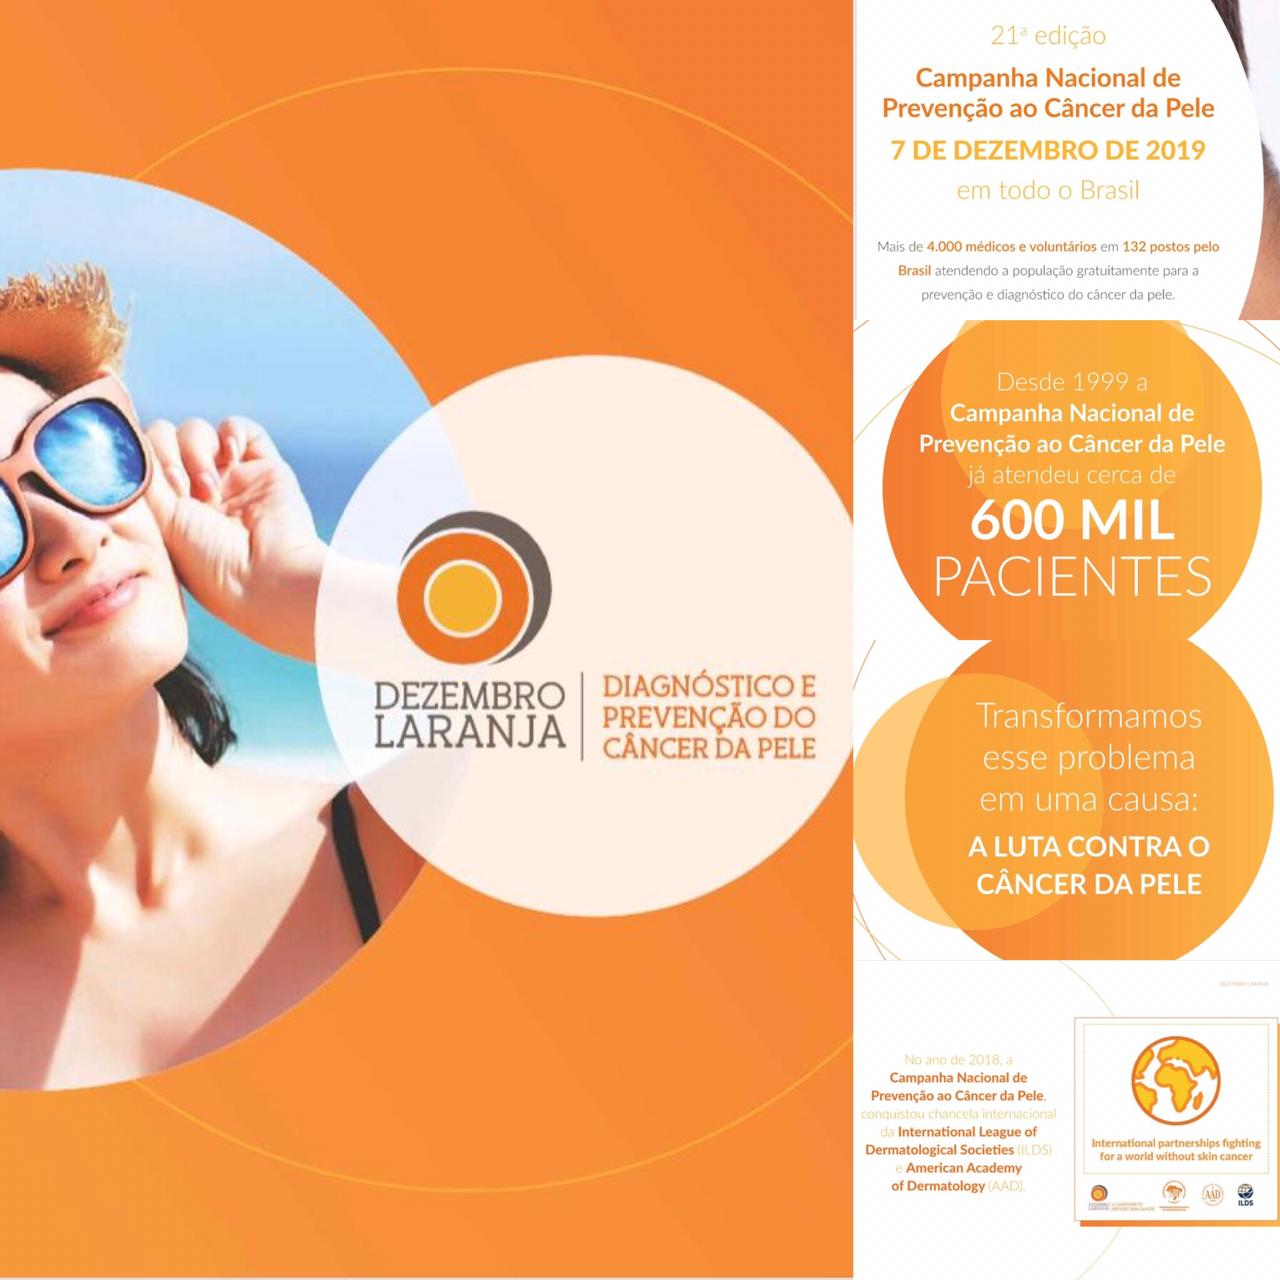 DEZEMBRO
LARANJA
DIAGNÓSTICO E
PREVENÇÃO DO
CÂNCER DA PELE
21ª edição
Campanha Nacional de
Prevenção ao Câncer da Pele
7 DE DEZEMBRO DE 2019
em todo o Brasil
Mais de 4.000 médicos e voluntários em 132 postos pelo
Brasil atendendo a população gratuitamente para a
prevenção e diagnóstico do câncer da pele.
Desde 1999 a
Campanha Nacional de
Prevenção ao Câncer da Pele
já atendeu cerca de
600 MIL
PACIENTES
Transformamos
esse problema
em uma causa:
A LUTA CONTRA O
CÂNCER DA PELE
DEZEMBRO LARANJA
No ano de 2018, a
Campanha Nacional de
Prevenção ao Câncer da Pele,
conquistou chancela internacional
da International League of
Dermatological Societies (ILDS)
e American Academy
of Dermatology (AAD).
International partnerships fighting
for a world without skin cancer
DEZEMBRO
LARANJA
AAD
ILDS